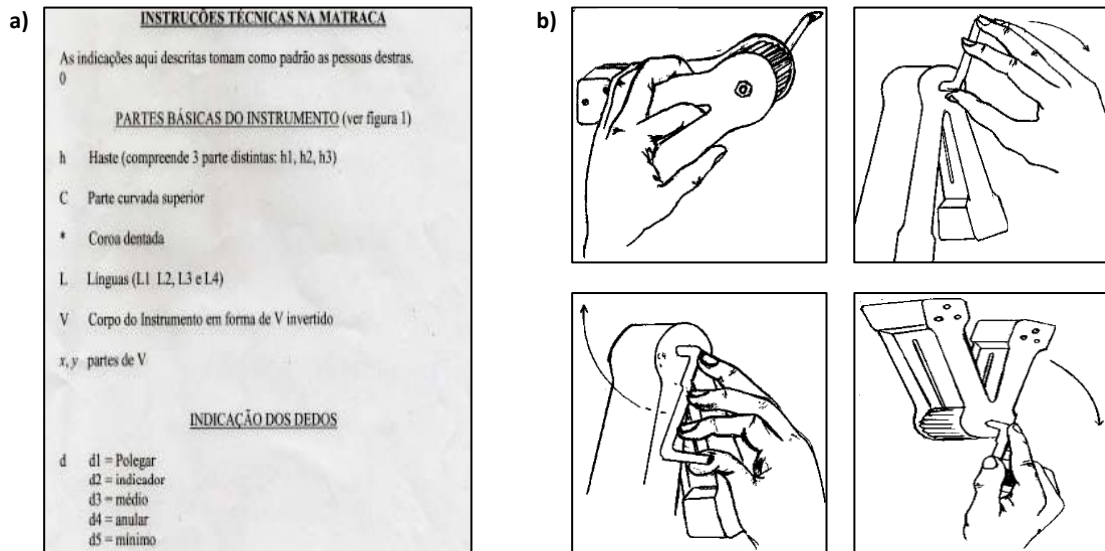 a)
INSTRUÇÕES TÉCNICAS NA MATRACA
As indicações aqui descritas tomam como padrão as pessoas destras.
0
PARTES BÁSICAS DO INSTRUMENTO (ver figura 1)
h Haste (compreende 3 parte distintas: h1, h2, h3)
C Parte curvada superior
* Coroa dentada
L Línguas (L1 L2, L3 e L4)
V Corpo do Instrumento em forma de V invertido
x, y partes de V
INDICAÇÃO DOS DEDOS
d d1 = Polegar
d2 = indicador
d3 = médio
d4 = anular
d5 = mínimo
b)